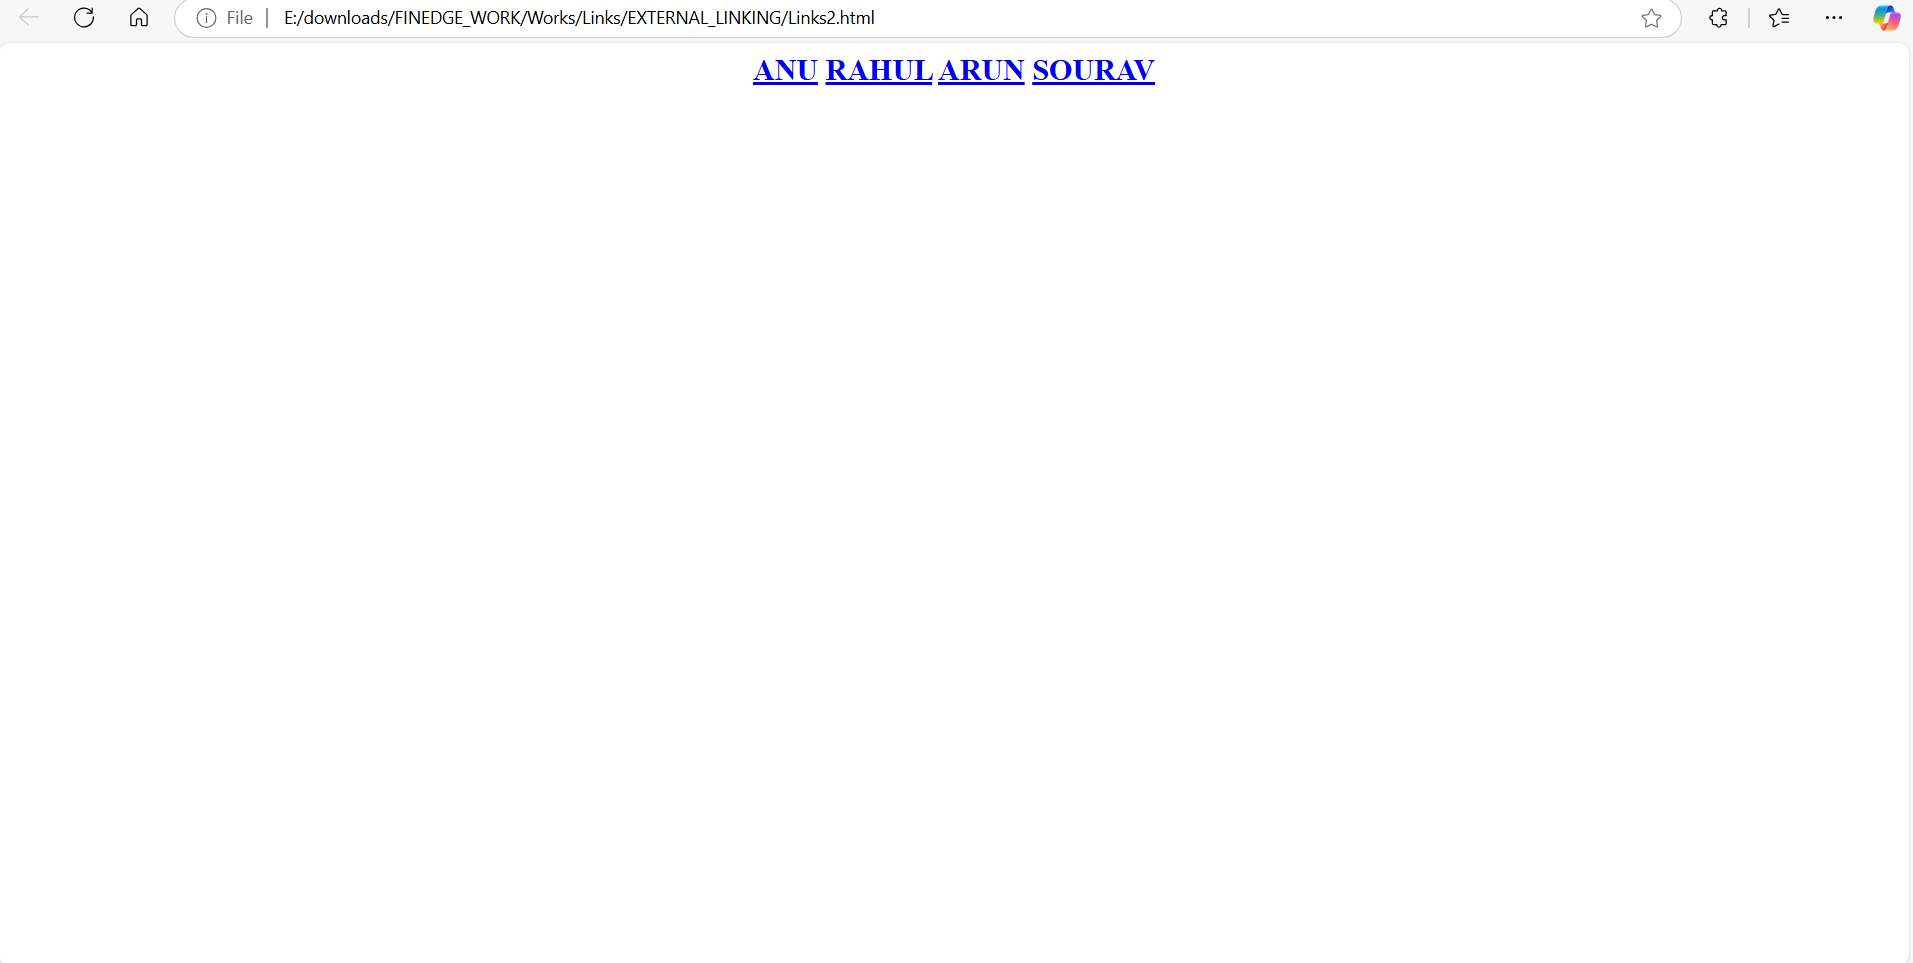 File E:/downloads/FINEDGE_WORK/Works/Links/EXTERNAL_LINKING/Links2.html
ANU RAHUL ARUN SOURAV